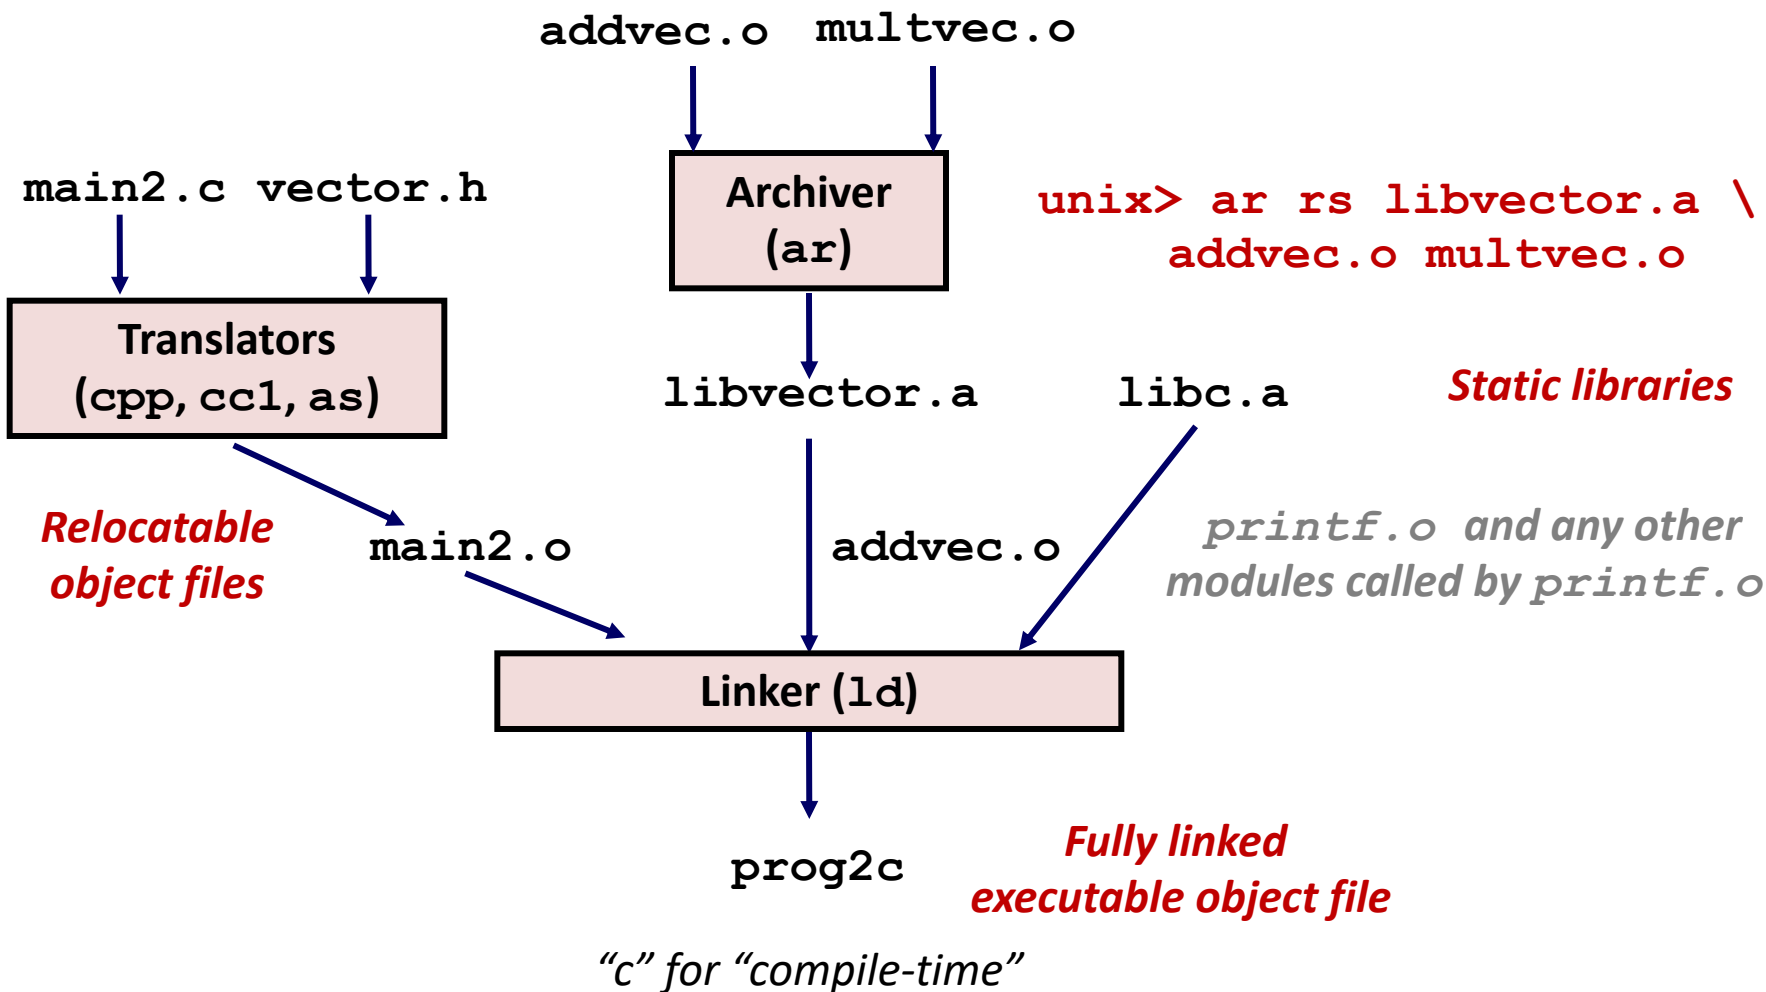 addvec.o multvec.o
main2.c vector.h
Archiver
(ar)
unix> ar rs libvector.a \
addvec.o multvec.o
Translators
(cpp, cc1, as)
libvector.a
libc.a
Static libraries
Relocatable
object files
main2.o
addvec.o
printf.o and any other
modules called by printf.o
Linker (ld)
prog2c
Fully linked
executable object file
“c” for “compile-time”